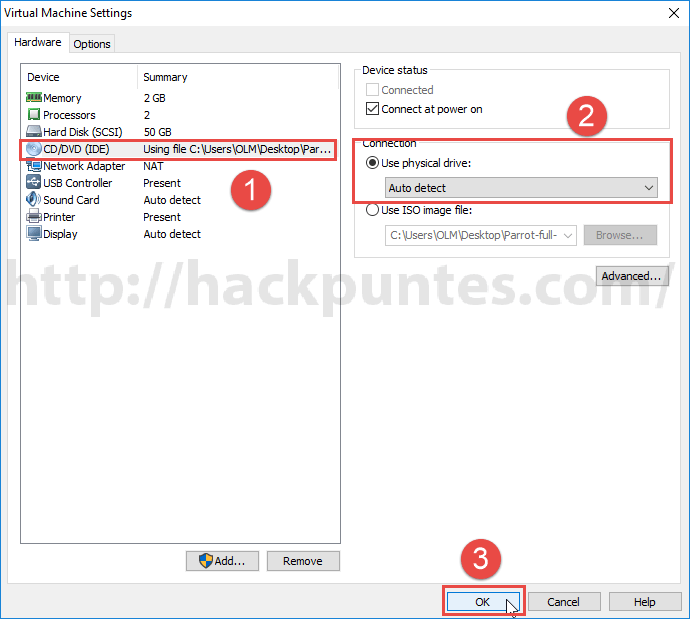 Virtual Machine Settings
Hardware
Options
Device Summary
Memory 2 GB
Processors 2
Hard Disk (SCSI) 50 GB
CD/DVD (IDE) Using file C:\Users\OLM\Desktop\Par...
Network Adapter NAT
USB Controller Present
Sound Card Auto detect
Printer Present
Display Auto detect
1
Add...
Remove
Device status
Connected
Connect at power on
2
Connection
Use physical drive:
Auto detect
Use ISO image file:
C:\Users\OLM\Desktop\Parrot-full-
Browse...
Advanced...
http://hackpuntes.com/
3
OK
Cancel
Help